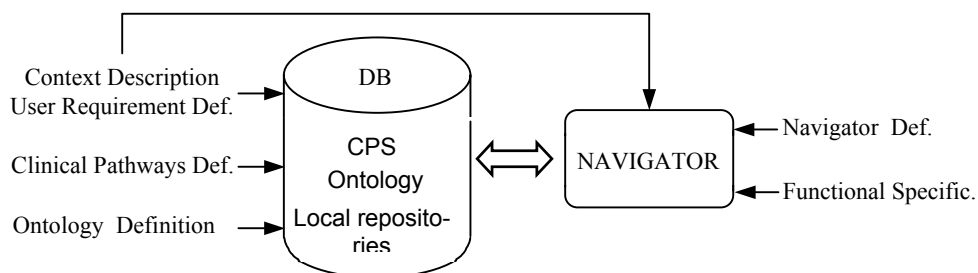 Context Description
User Requirement Def.
Clinical Pathways Def.
Ontology Definition
DB
CPS
Ontology
Local reposito-
ries
NAVIGATOR
Navigator Def.
Functional Specific.